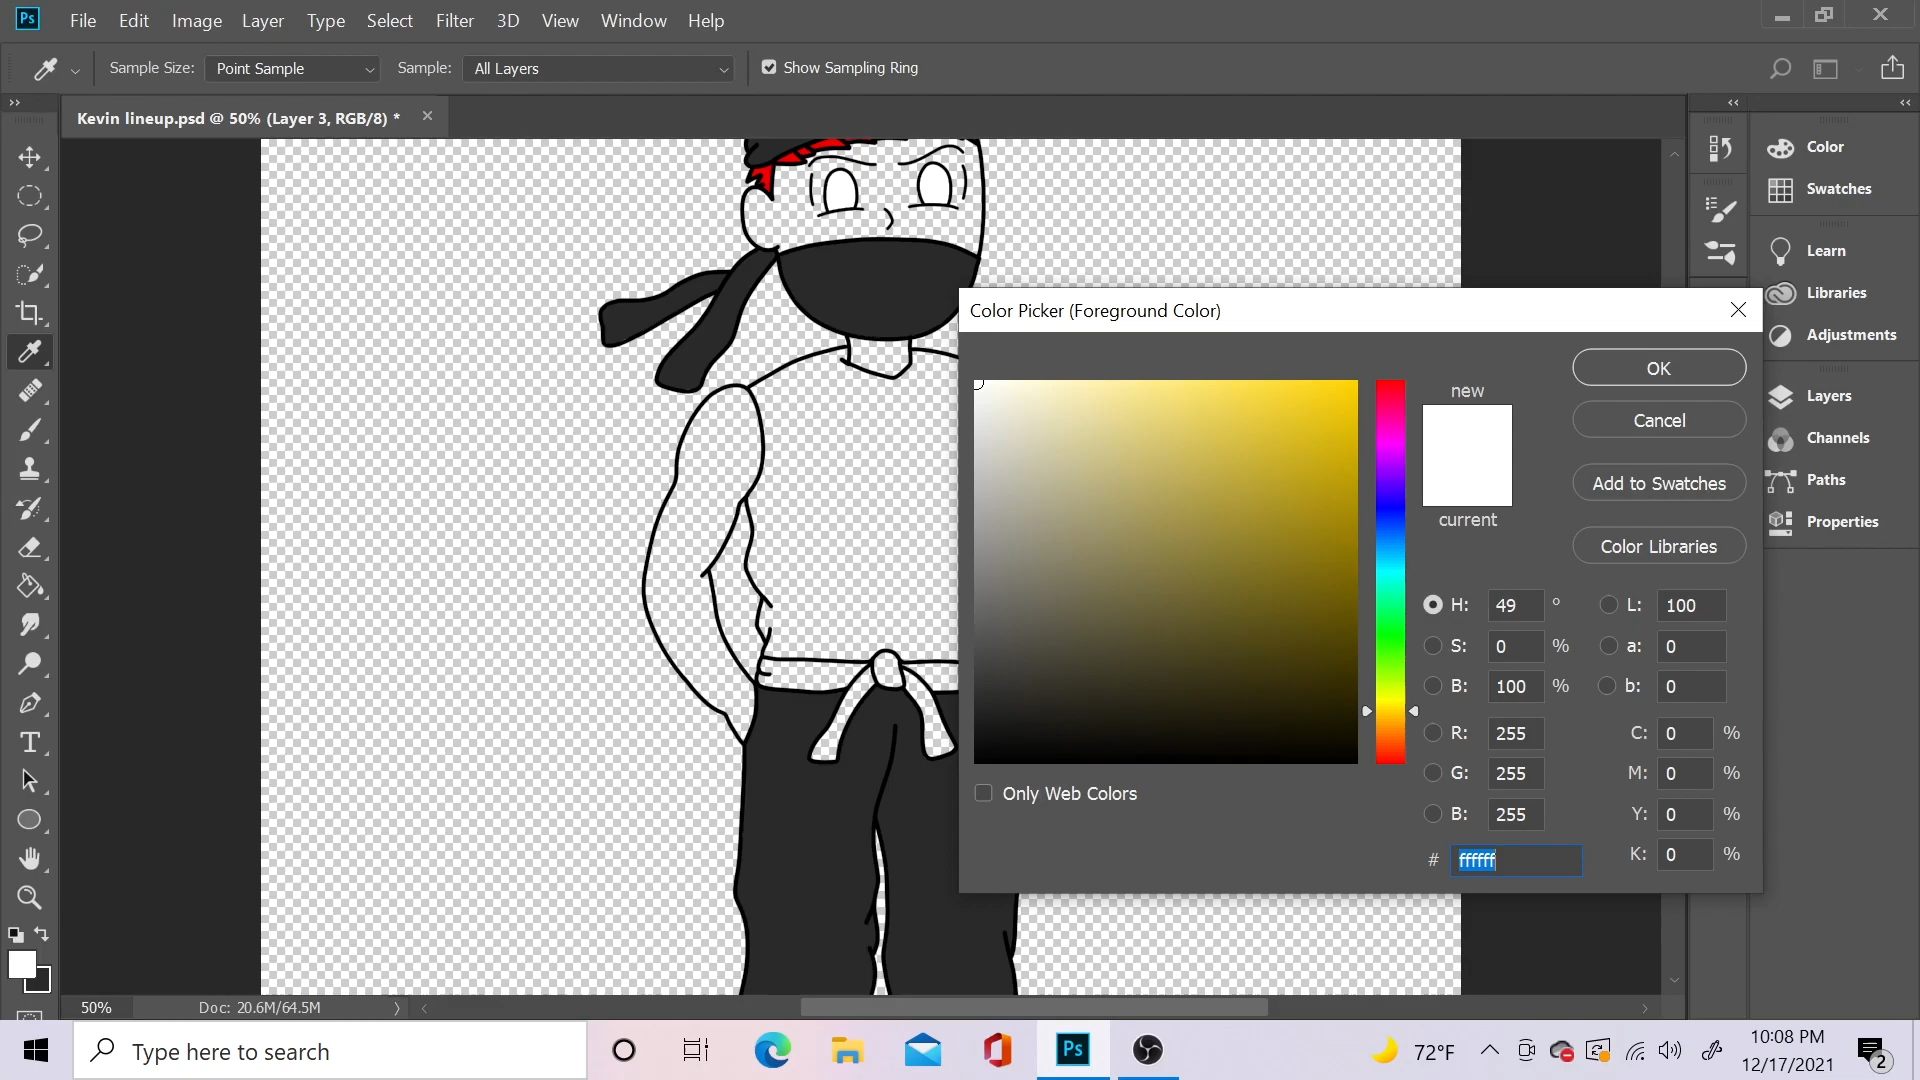 Ps File Edit Image Layer Type Select Filter 3D View Window Help
Sample Size: Point Sample Sample: All Layers Show Sampling Ring
Kevin lineup.psd @ 50% (Layer 3, RGB/8) *
Color
Swatches
Learn
Libraries
Adjustments
Layers
Channels
Paths
Properties
Color Picker (Foreground Color)
new
current
OK
Cancel
Add to Swatches
Color Libraries
H: 49 ° L: 100
S: 0 % a: 0
B: 100 % b: 0
R: 255 C: 0 %
G: 255 M: 0 %
B: 255 Y: 0 %
# ffffff K: 0 %
Only Web Colors
50% Doc: 20.6M/64.5M
Type here to search
Ps
72°F
10:08 PM
12/17/2021
2